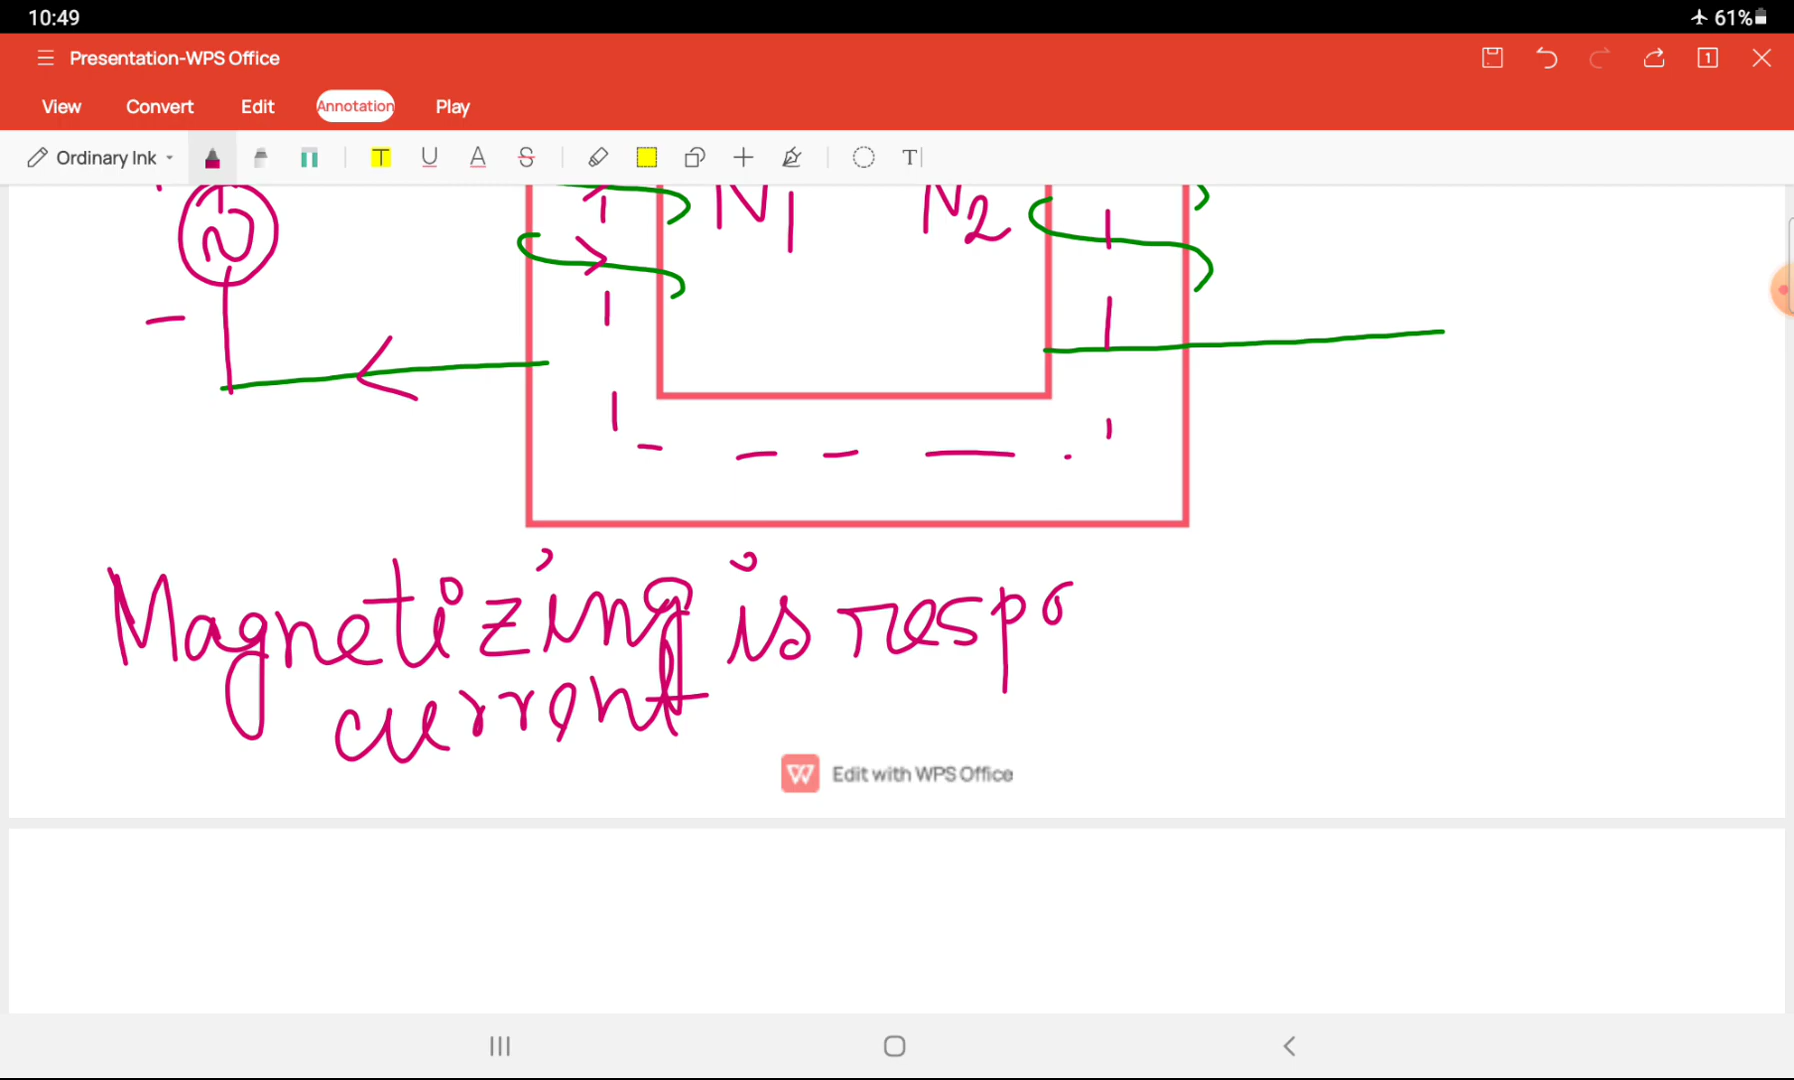 10:49
61%
Presentation-WPS Office
1
View Convert Edit Annotation Play
Ordinary Ink T U A S T
N1 N2
Magnetizing is respo
current
Edit with WPS Office